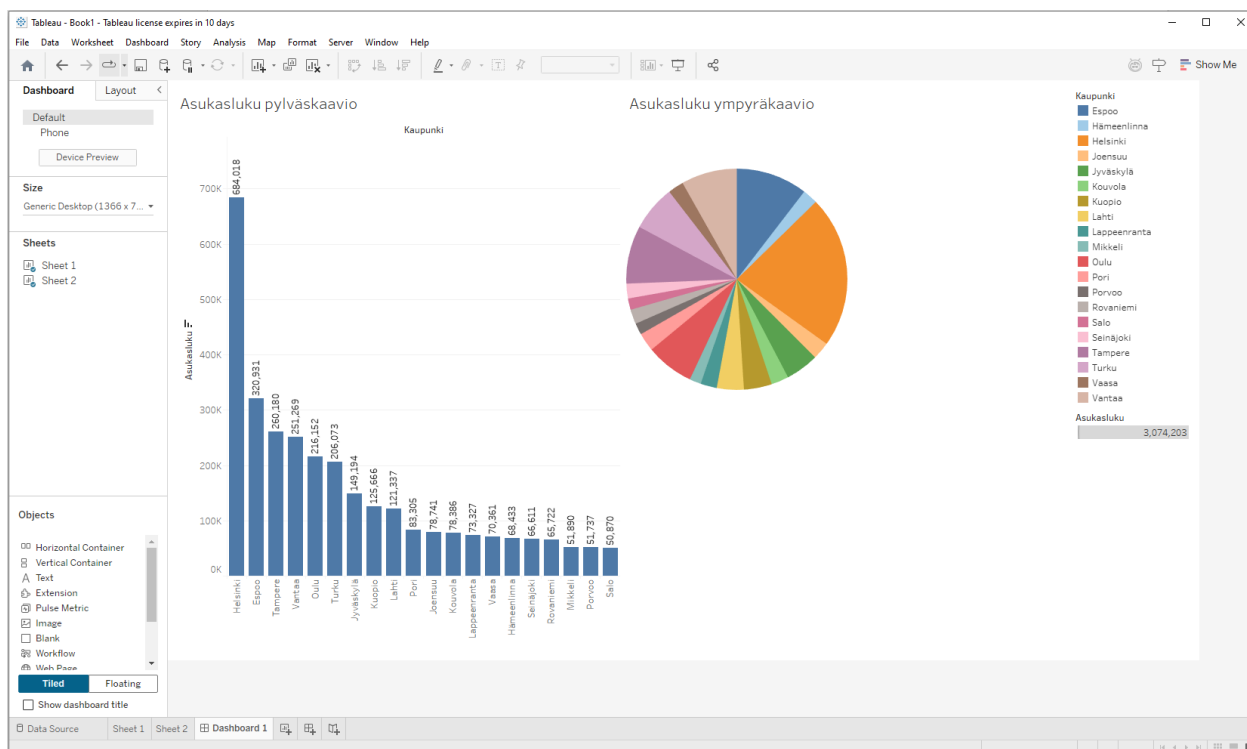 Tableau - Book1 - Tableau license expires in 10 days
File Data Worksheet Dashboard Story Analysis Map Format Server Window Help
Show Me
Dashboard Layout
Default
Phone
Device Preview
Size
Generic Desktop (1366 x 7...
Sheets
Sheet 1
Sheet 2
Objects
Horizontal Container
Vertical Container
Text
Extension
Pulse Metric
Image
Blank
Workflow
Web Page
Tiled Floating
Show dashboard title
Asukasluku pylväskaavio
Kaupunki
Asukasluku
700K
600K
500K
400K
300K
200K
100K
0K
684,018
320,931
260,180
251,269
216,152
206,073
149,194
125,666
121,337
83,305
78,741
78,386
73,327
70,361
68,433
66,611
65,722
51,890
51,737
50,870
Helsinki
Espoo
Tampere
Vantaa
Oulu
Turku
Jyväskylä
Kuopio
Lahti
Pori
Joensuu
Kouvola
Lappeenranta
Vaasa
Hämeenlinna
Seinäjoki
Rovaniemi
Mikkeli
Porvoo
Salo
Asukasluku ympyräkaavio
Kaupunki
Espoo
Hämeenlinna
Helsinki
Joensuu
Jyväskylä
Kouvola
Kuopio
Lahti
Lappeenranta
Mikkeli
Oulu
Pori
Porvoo
Rovaniemi
Salo
Seinäjoki
Tampere
Turku
Vaasa
Vantaa
Asukasluku
3,074,203
Data Source Sheet 1 Sheet 2 Dashboard 1